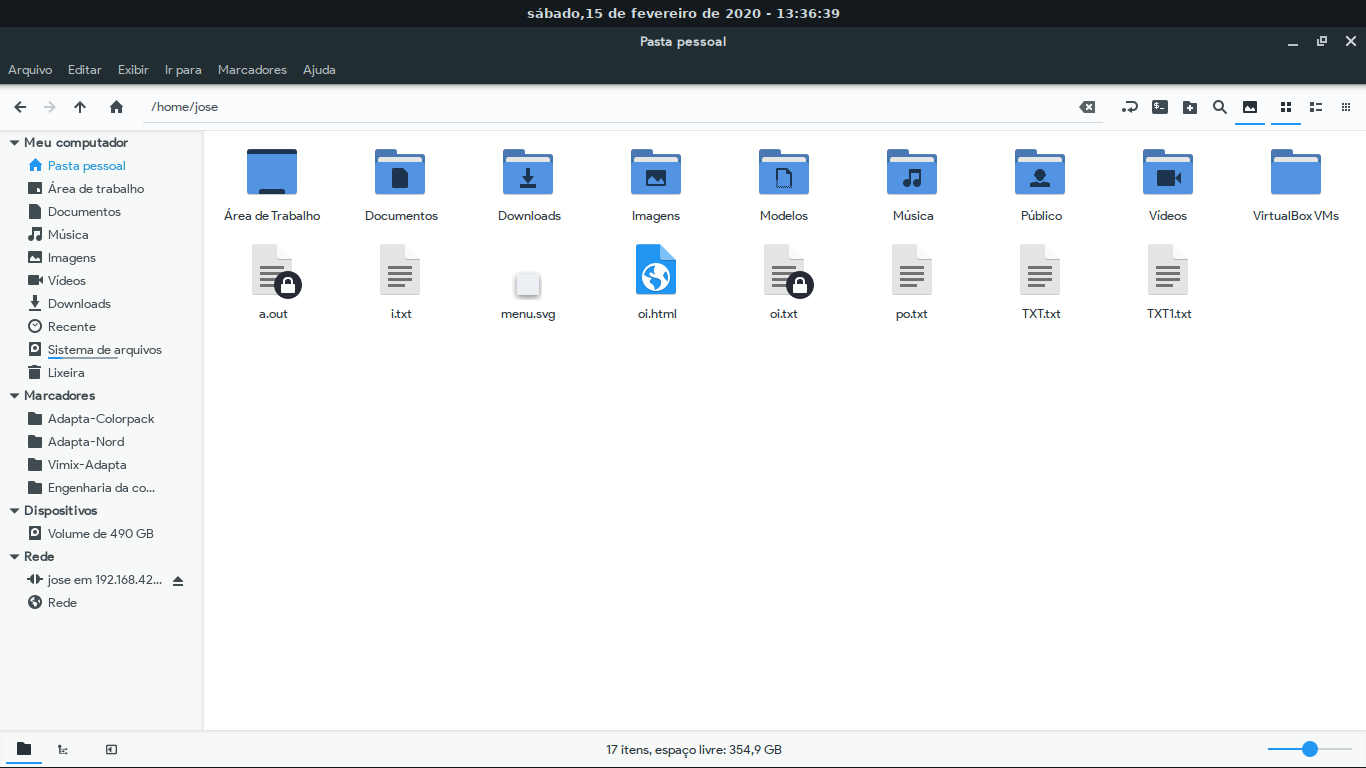 sábado,15 de fevereiro de 2020 - 13:36:39
Pasta pessoal
Arquivo Editar Exibir Ir para Marcadores Ajuda
/home/jose
Meu computador
Pasta pessoal
Área de trabalho
Documentos
Música
Imagens
Vídeos
Downloads
Recente
Sistema de arquivos
Lixeira
Marcadores
Adapta-Colorpack
Adapta-Nord
Vimix-Adapta
Engenharia da co...
Dispositivos
Volume de 490 GB
Rede
jose em 192.168.42...
Rede
Área de Trabalho Documentos Downloads Imagens Modelos Música Público Vídeos VirtualBox VMs
a.out i.txt menu.svg oi.html oi.txt po.txt TXT.txt TXT1.txt
17 itens, espaço livre: 354,9 GB